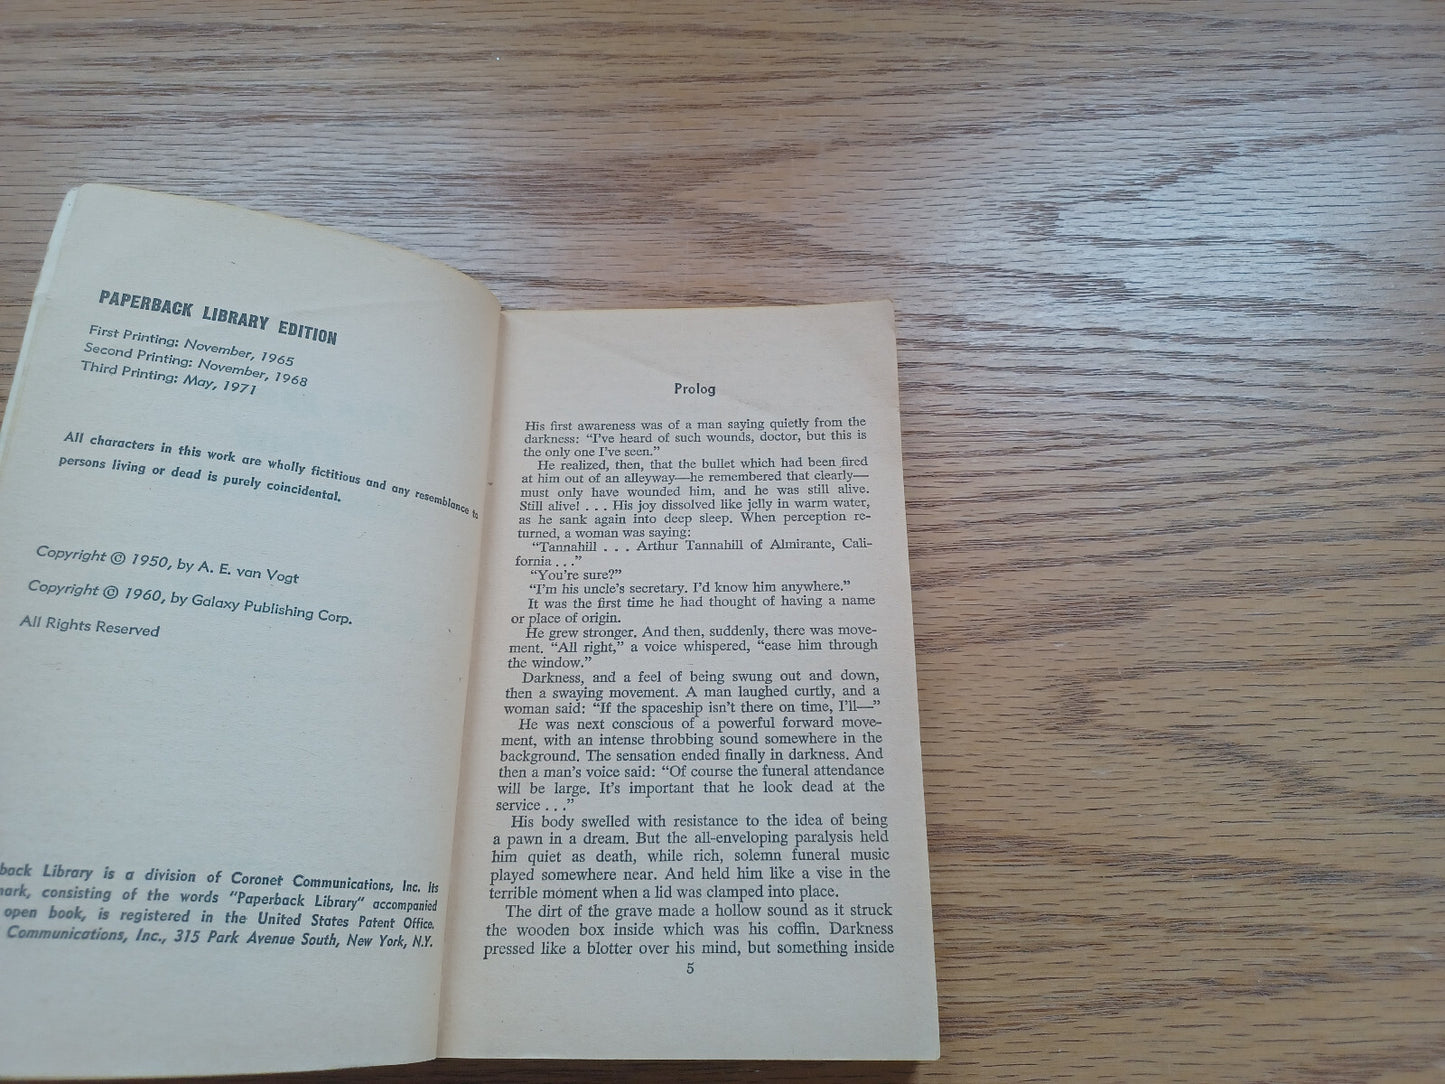 PAPERBACK LIBRARY EDITION
First Printing: November, 1965
Second Printing: November, 1968
Third Printing: May, 1971
All characters in this work are wholly fictitious and any resemblance to
persons living or dead is purely coincidental.
Copyright © 1950, by A. E. van Vogt
Copyright © 1960, by Galaxy Publishing Corp.
All Rights Reserved
Library is a division of Coronet Communications, Inc. Its
consisting of the words "Paperback Library" accompanied
open book, is registered in the United States Patent Office.
Communications, Inc., 315 Park Avenue South, New York, N.Y.
Prolog
His first awareness was of a man saying quietly from the
darkness: "I've heard of such wounds, doctor, but this is
the only one I've seen."
He realized, then, that the bullet which had been fired
at him out of an alleyway—he remembered that clearly—
must only have wounded him, and he was still alive.
Still alive! . . . His joy dissolved like jelly in warm water,
as he sank again into deep sleep. When perception re-
turned, a woman was saying:
"Tannahill . . . Arthur Tannahill of Almirante, Cali-
fornia . . ."
"You're sure?"
"I'm his uncle's secretary. I'd know him anywhere."
It was the first time he had thought of having a name
or place of origin.
He grew stronger. And then, suddenly, there was move-
ment. "All right," a voice whispered, "ease him through
the window."
Darkness, and a feel of being swung out and down,
then a swaying movement. A man laughed curtly, and a
woman said: "If the spaceship isn't there on time, I'll—"
He was next conscious of a powerful forward move-
ment, with an intense throbbing sound somewhere in the
background. The sensation ended finally in darkness. And
then a man's voice said: "Of course the funeral attendance
will be large. It's important that he look dead at the
service . . ."
His body swelled with resistance to the idea of being
a pawn in a dream. But the all-enveloping paralysis held
him quiet as death, while rich, solemn funeral music
played somewhere near. And held him like a vise in the
terrible moment when a lid was clamped into place.
The dirt of the grave made a hollow sound as it struck
the wooden box inside which was his coffin. Darkness
pressed like a blotter over his mind, but something inside
5